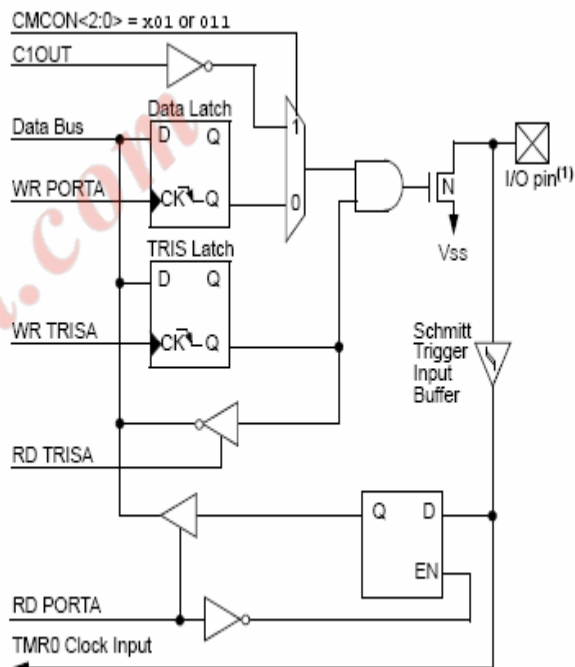 CMCON<2:0> = x01 or 011
C1OUT
Data Latch
Data Bus
D Q
1
I/O pin(1)
WR PORTA
CK Q
0
N
Vss
TRIS Latch
D Q
WR TRISA
CK Q
Schmitt
Trigger
Input
Buffer
RD TRISA
Q D
EN
RD PORTA
TMR0 Clock Input
.com